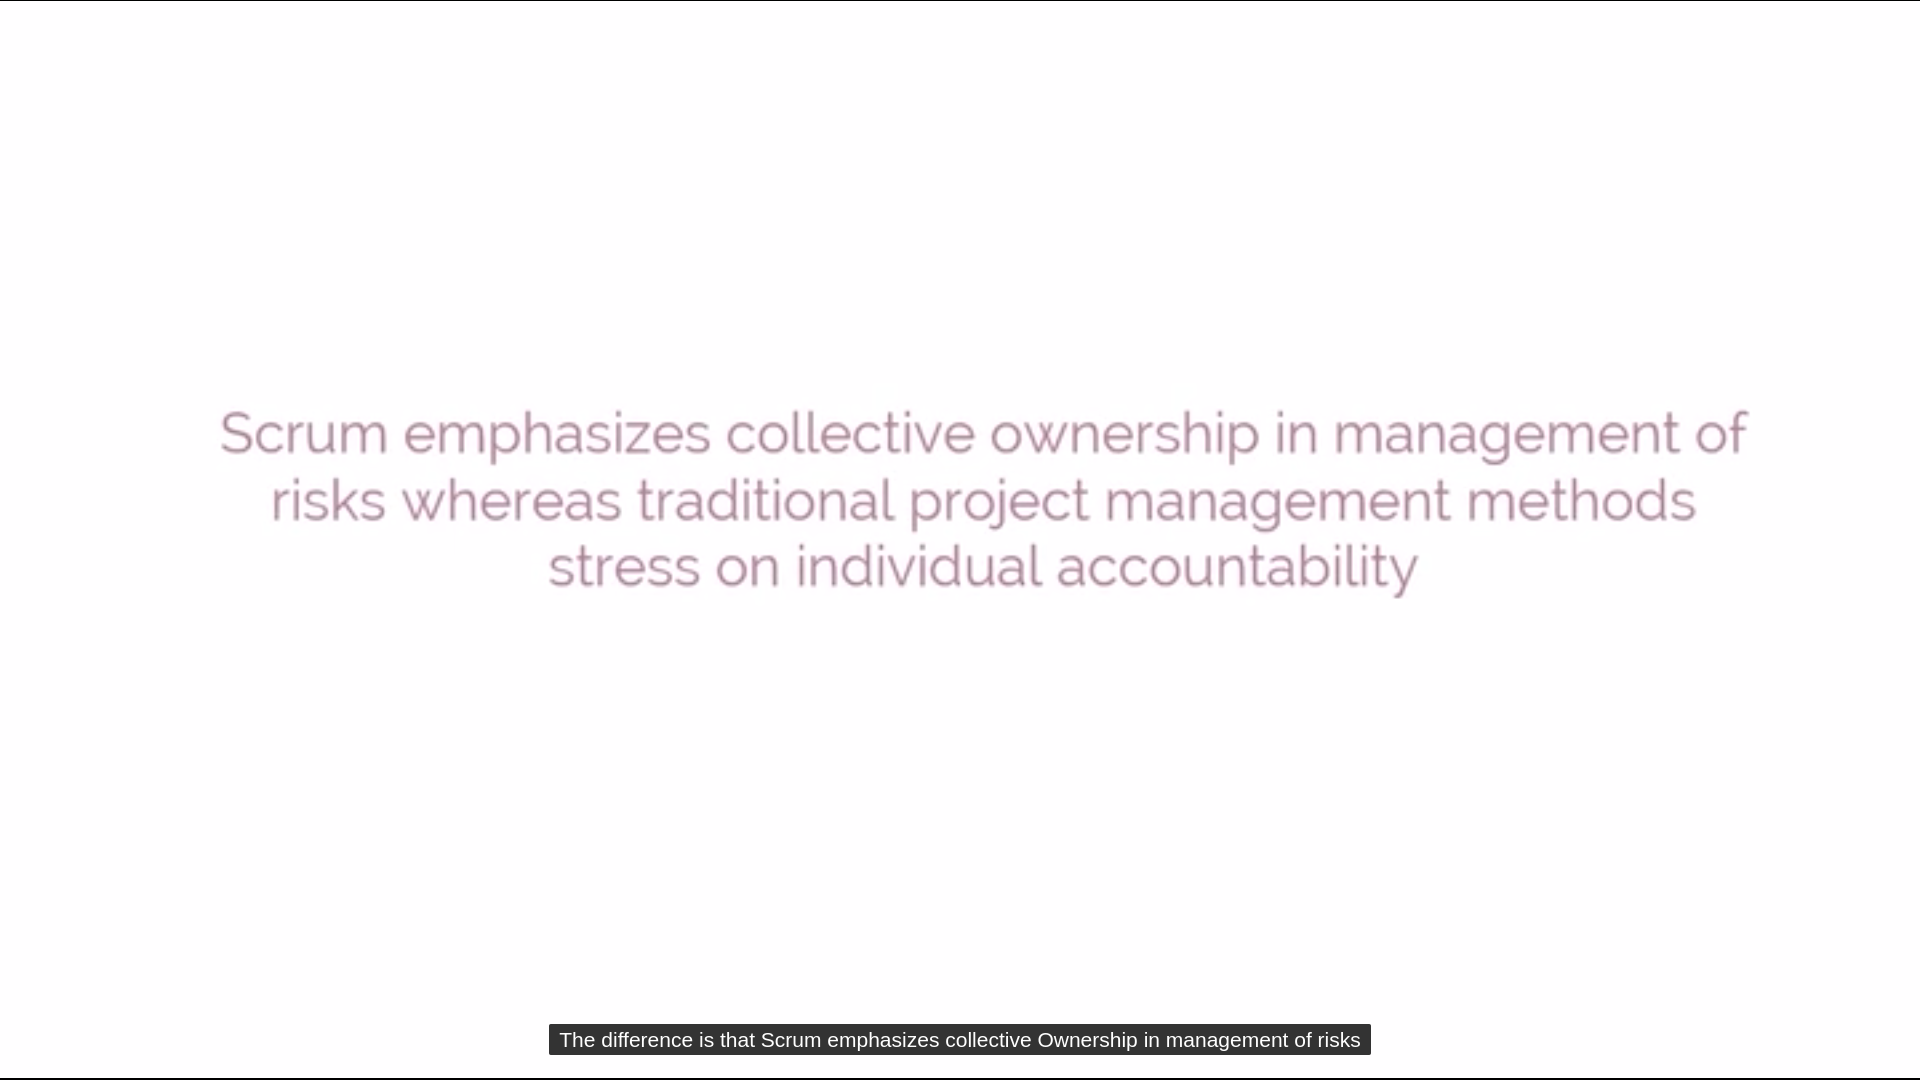 Scrum emphasizes collective ownership in management of
risks whereas traditional project management methods
stress on individual accountability
The difference is that Scrum emphasizes collective Ownership in management of risks